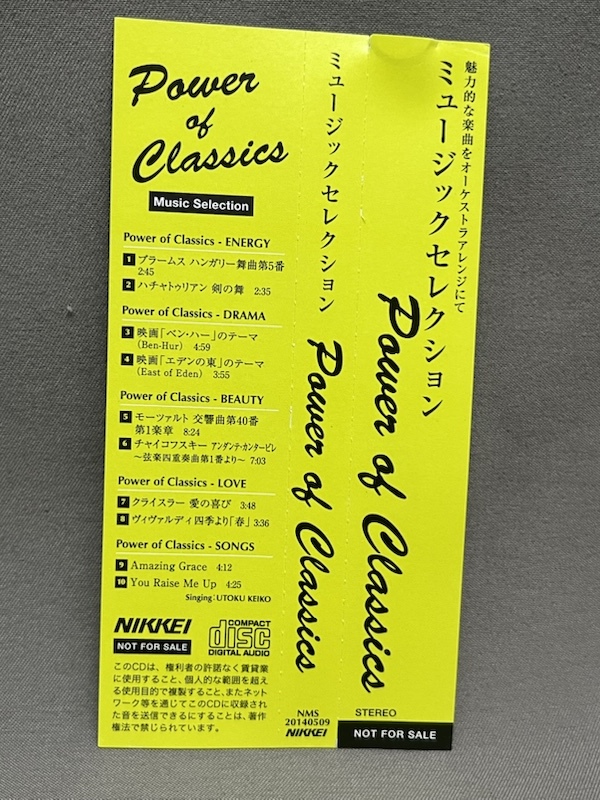 Power
of
Classics
Music Selection
Power of Classics - ENERGY
1 ブラームス ハンガリー舞曲第5番
2:45
2 ハチャトゥリアン 剣の舞 2:35
Power of Classics - DRAMA
3 映画「ベン・ハー」のテーマ
(Ben-Hur) 4:59
4 映画「エデンの東」のテーマ
(East of Eden) 3:55
Power of Classics - BEAUTY
5 モーツァルト 交響曲第40番
第1楽章 8:24
6 チャイコフスキー アンダンテ・カンタービレ
〜弦楽四重奏曲第1番より〜 7:03
Power of Classics - LOVE
7 クライスラー 愛の喜び 3:48
8 ヴィヴァルディ 四季より「春」 3:36
Power of Classics - SONGS
9 Amazing Grace 4:12
10 You Raise Me Up 4:25
Singing: UTOKU KEIKO
NIKKEI
NOT FOR SALE
COMPACT
disc
DIGITAL AUDIO
このCDは、権利者の許諾なく賃貸業
に使用すること、個人的な範囲を超え
る使用目的で複製すること、またネット
ワーク等を通じてこのCDに収録され
た音を送信できるにすることは、著作
権法で禁じられています。
ミュージックセレクション
Power of Classics
NMS
20140509
NIKKEI
魅力的な楽曲をオーケストラアレンジにて
ミュージックセレクション
Power of Classics
STEREO
NOT FOR SALE